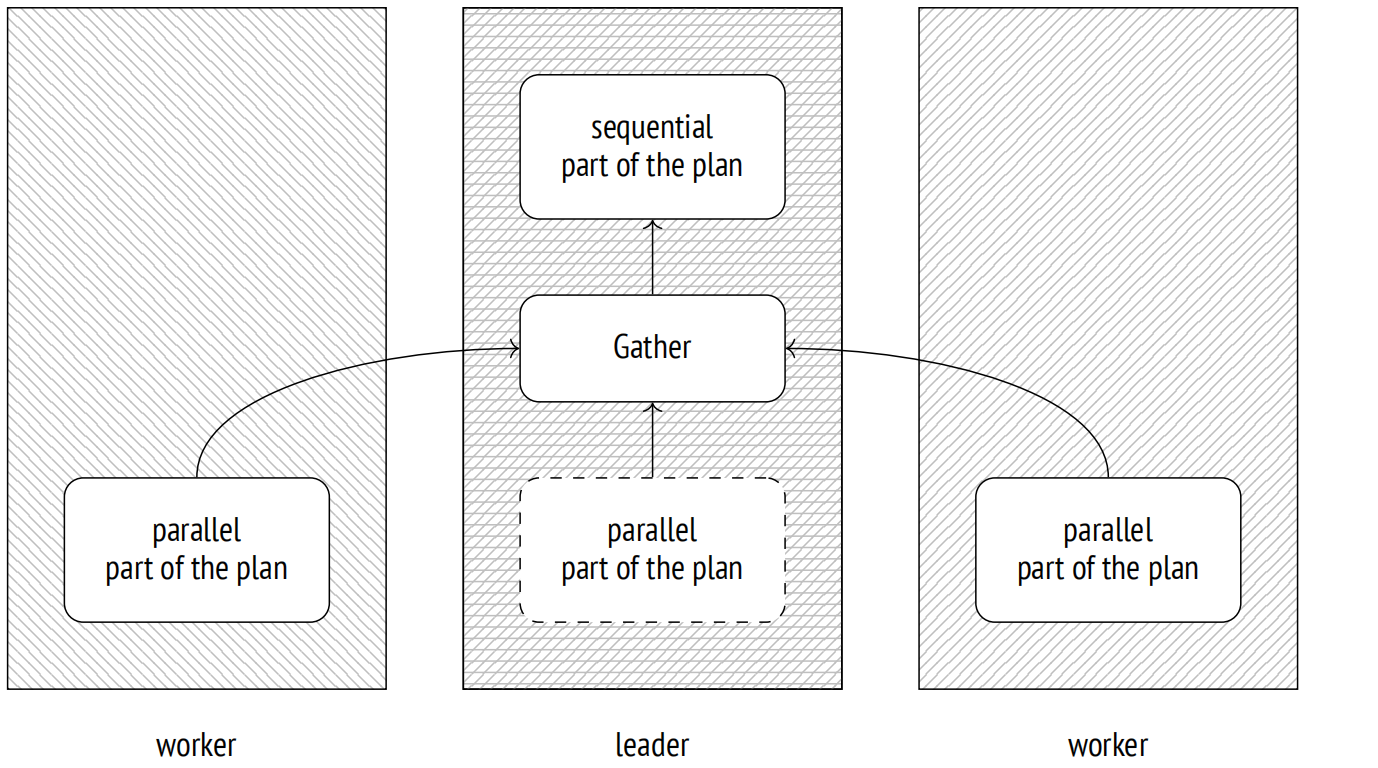 sequential
part of the plan
Gather
parallel
part of the plan
parallel
part of the plan
parallel
part of the plan
worker
leader
worker